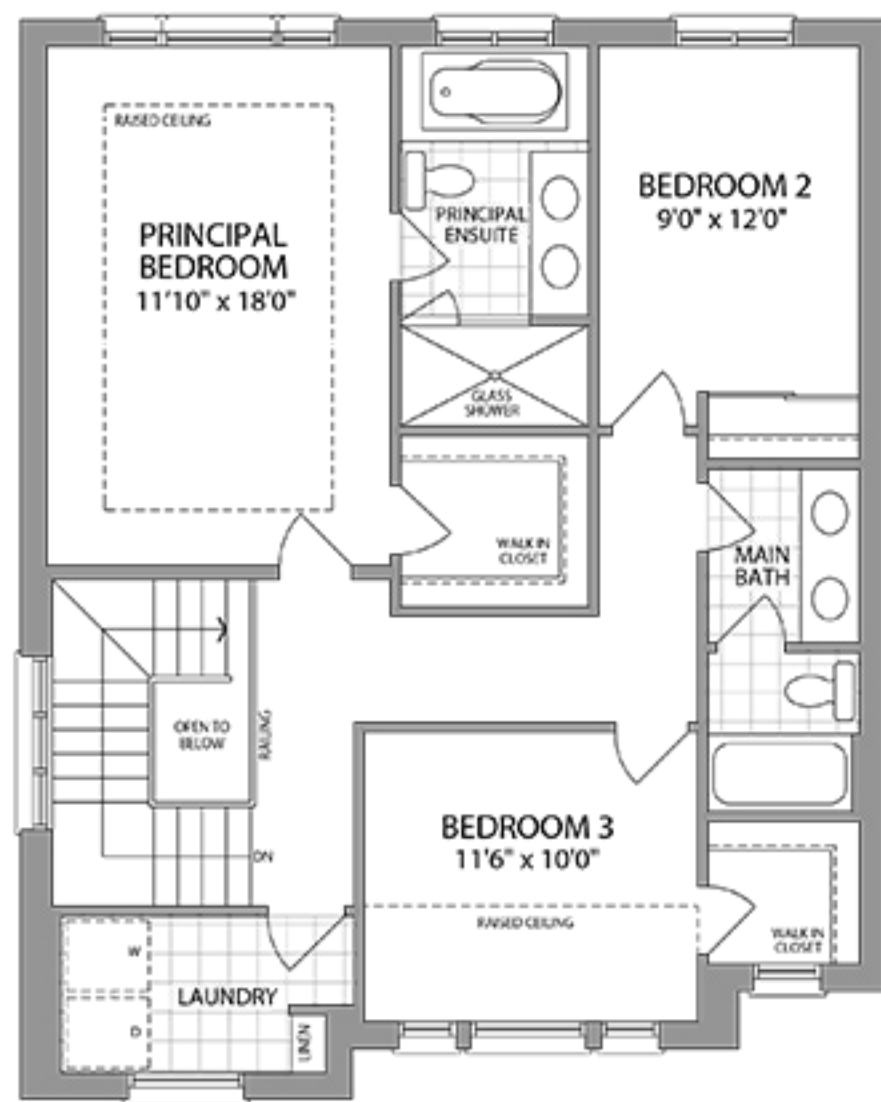 RAISED CEILING
PRINCIPAL
BEDROOM
11'10" x 18'0"
PRINCIPAL
ENSUITE
GLASS
SHOWER
BEDROOM 2
9'0" x 12'0"
WALK IN
CLOSET
MAIN
BATH
OPEN TO
BELOW
RAILING
DN
BEDROOM 3
11'6" x 10'0"
RAISED CEILING
WALK IN
CLOSET
W
D
LAUNDRY
LINEN